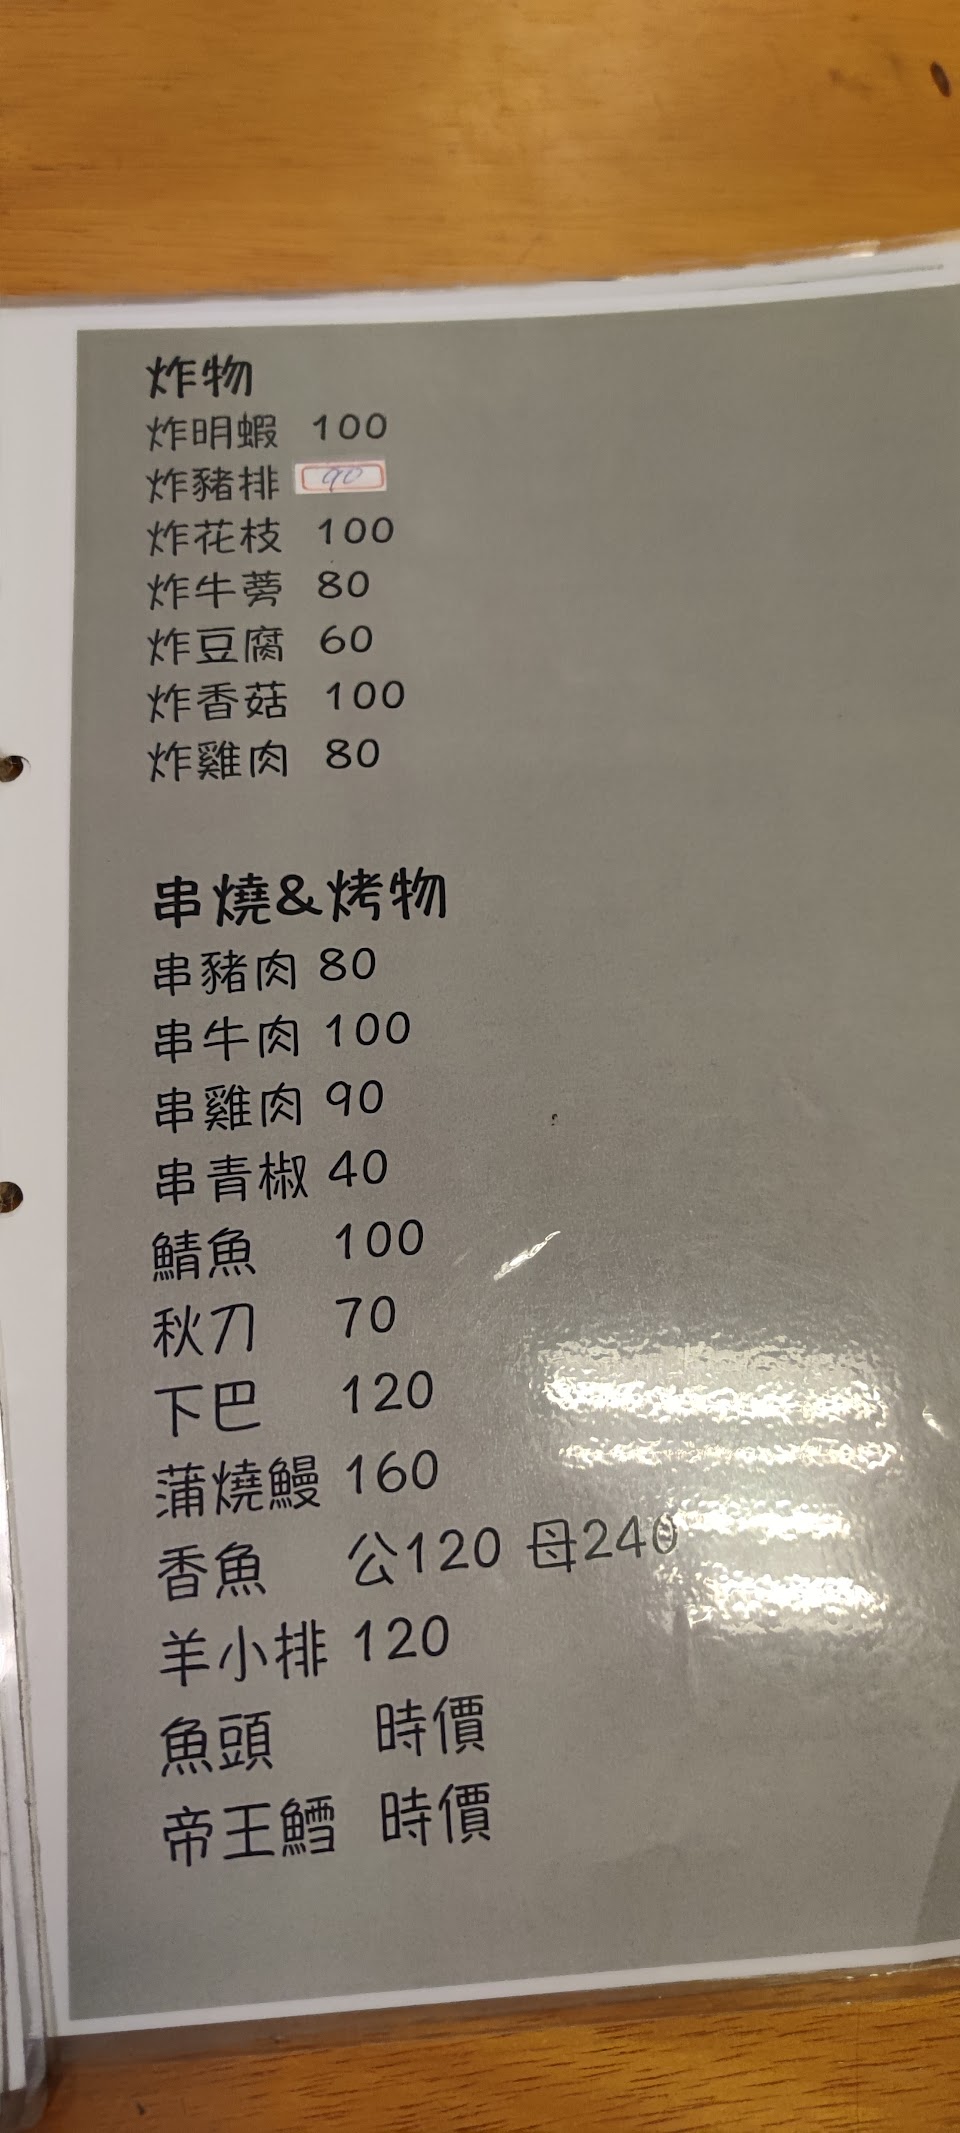 炸物
炸明蝦 100
炸豬排 90
炸花枝 100
炸牛蒡 80
炸豆腐 60
炸香菇 100
炸雞肉 80
串燒&烤物
串豬肉 80
串牛肉 100
串雞肉 90
串青椒 40
鯖魚 100
秋刀 70
下巴 120
蒲燒鰻 160
香魚 公120 母240
羊小排 120
魚頭 時價
帝王鱈 時價